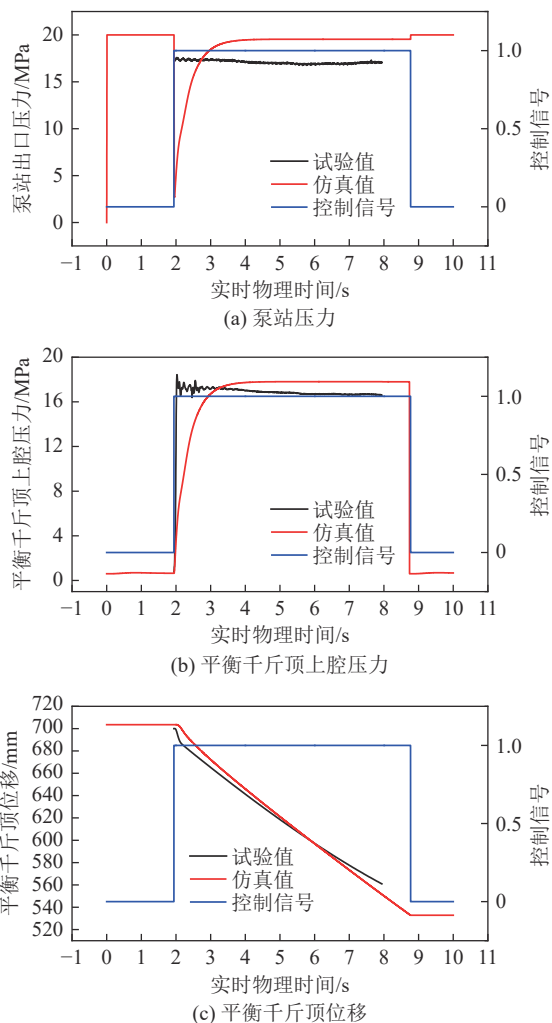 20
15
10
5
0
泵站出口压力/MPa
1.0
0.5
0
控制信号
试验值
仿真值
控制信号
−1 0 1 2 3 4 5 6 7 8 9 10 11
实时物理时间/s
(a) 泵站压力
20
16
12
8
4
0
平衡千斤顶上腔压力/MPa
1.0
0.5
0
控制信号
试验值
仿真值
控制信号
−1 0 1 2 3 4 5 6 7 8 9 10 11
实时物理时间/s
(b) 平衡千斤顶上腔压力
720
700
680
660
640
620
600
580
560
540
520
平衡千斤顶位移/mm
1.0
0.5
0
控制信号
试验值
仿真值
控制信号
−1 0 1 2 3 4 5 6 7 8 9 10 11
实时物理时间/s
(c) 平衡千斤顶位移